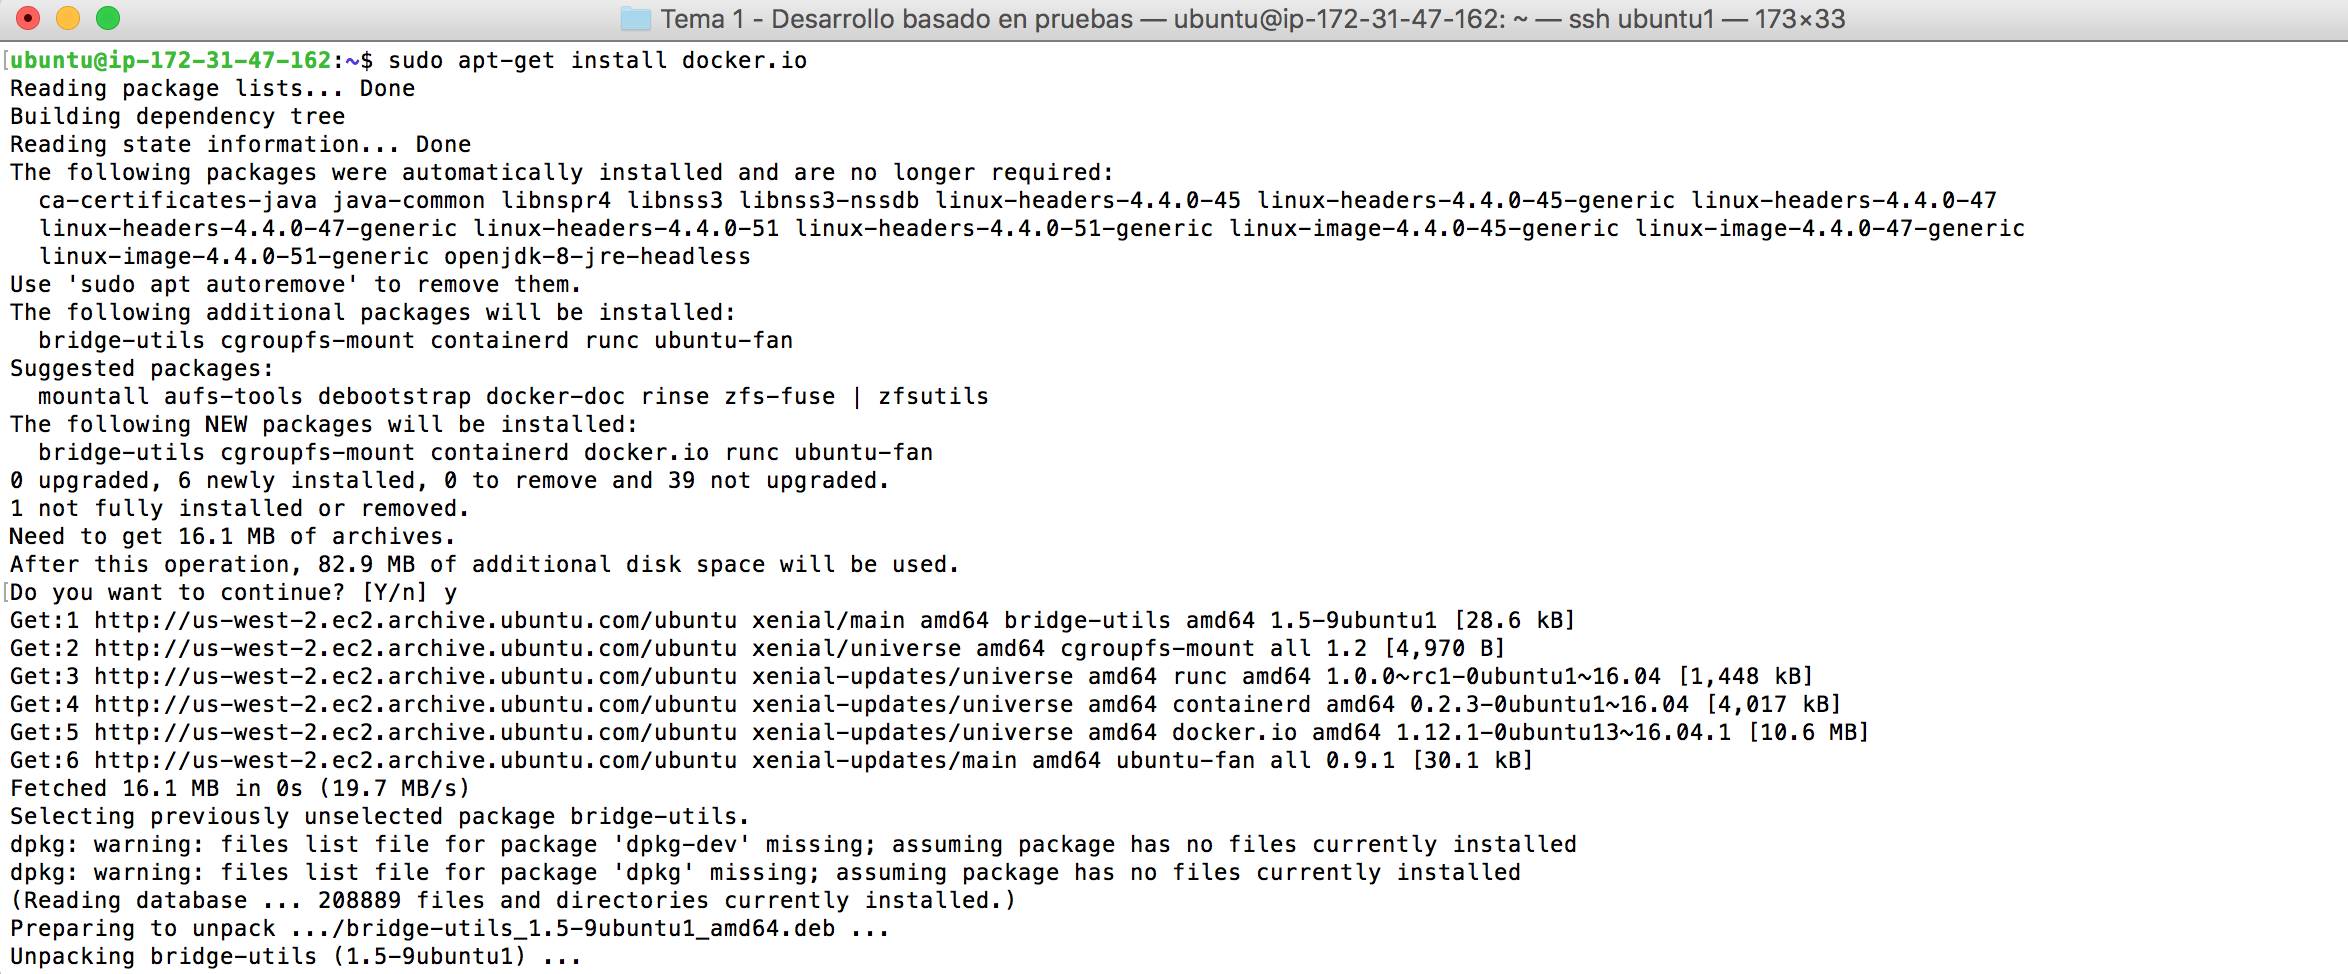 Tema 1 - Desarrollo basado en pruebas — ubuntu@ip-172-31-47-162: ~ — ssh ubuntu1 — 173×33
[ubuntu@ip-172-31-47-162:~$ sudo apt-get install docker.io
Reading package lists... Done
Building dependency tree
Reading state information... Done
The following packages were automatically installed and are no longer required:
  ca-certificates-java java-common libnspr4 libnss3 libnss3-nssdb linux-headers-4.4.0-45 linux-headers-4.4.0-45-generic linux-headers-4.4.0-47
  linux-headers-4.4.0-47-generic linux-headers-4.4.0-51 linux-headers-4.4.0-51-generic linux-image-4.4.0-45-generic linux-image-4.4.0-47-generic
  linux-image-4.4.0-51-generic openjdk-8-jre-headless
Use 'sudo apt autoremove' to remove them.
The following additional packages will be installed:
  bridge-utils cgroupfs-mount containerd runc ubuntu-fan
Suggested packages:
  mountall aufs-tools debootstrap docker-doc rinse zfs-fuse | zfsutils
The following NEW packages will be installed:
  bridge-utils cgroupfs-mount containerd docker.io runc ubuntu-fan
0 upgraded, 6 newly installed, 0 to remove and 39 not upgraded.
1 not fully installed or removed.
Need to get 16.1 MB of archives.
After this operation, 82.9 MB of additional disk space will be used.
[Do you want to continue? [Y/n] y
Get:1 http://us-west-2.ec2.archive.ubuntu.com/ubuntu xenial/main amd64 bridge-utils amd64 1.5-9ubuntu1 [28.6 kB]
Get:2 http://us-west-2.ec2.archive.ubuntu.com/ubuntu xenial/universe amd64 cgroupfs-mount all 1.2 [4,970 B]
Get:3 http://us-west-2.ec2.archive.ubuntu.com/ubuntu xenial-updates/universe amd64 runc amd64 1.0.0~rc1-0ubuntu1~16.04 [1,448 kB]
Get:4 http://us-west-2.ec2.archive.ubuntu.com/ubuntu xenial-updates/universe amd64 containerd amd64 0.2.3-0ubuntu1~16.04 [4,017 kB]
Get:5 http://us-west-2.ec2.archive.ubuntu.com/ubuntu xenial-updates/universe amd64 docker.io amd64 1.12.1-0ubuntu13~16.04.1 [10.6 MB]
Get:6 http://us-west-2.ec2.archive.ubuntu.com/ubuntu xenial-updates/main amd64 ubuntu-fan all 0.9.1 [30.1 kB]
Fetched 16.1 MB in 0s (19.7 MB/s)
Selecting previously unselected package bridge-utils.
dpkg: warning: files list file for package 'dpkg-dev' missing; assuming package has no files currently installed
dpkg: warning: files list file for package 'dpkg' missing; assuming package has no files currently installed
(Reading database ... 208889 files and directories currently installed.)
Preparing to unpack .../bridge-utils_1.5-9ubuntu1_amd64.deb ...
Unpacking bridge-utils (1.5-9ubuntu1) ...